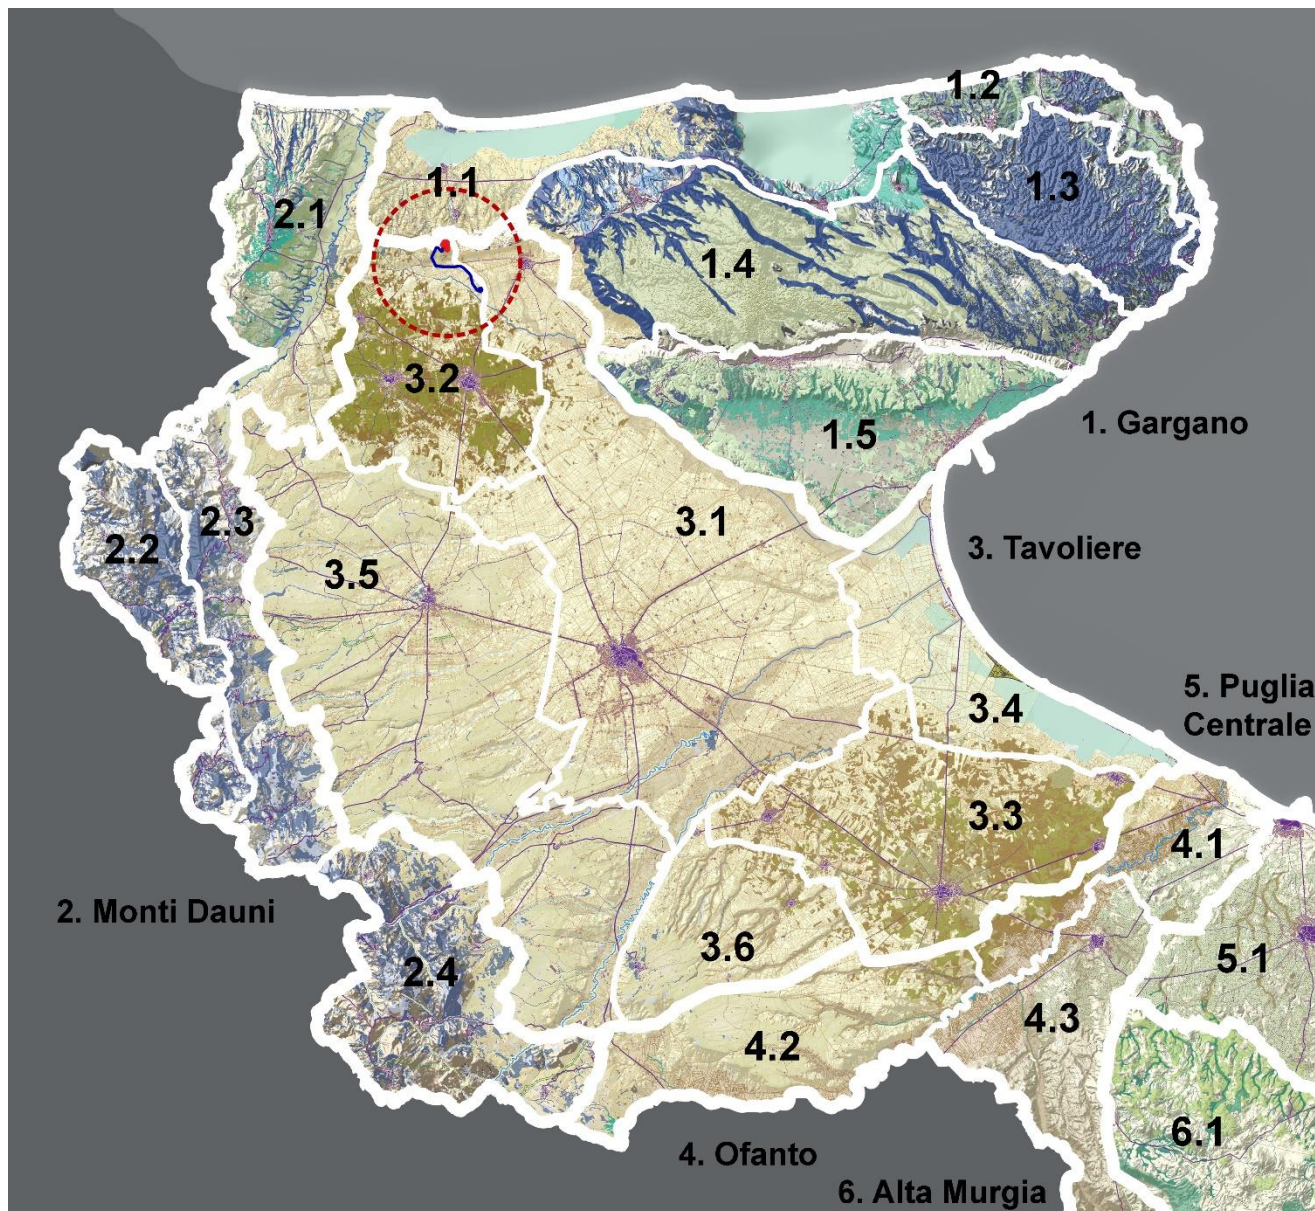 1.2
1.1
1.3
2.1
1.4
3.2
1.5
1. Gargano
2.3
3.1
2.2
3. Tavoliere
3.5
5. Puglia
Centrale
3.4
3.3
4.1
2. Monti Dauni
3.6
5.1
2.4
4.3
4.2
6.1
4. Ofanto
6. Alta Murgia